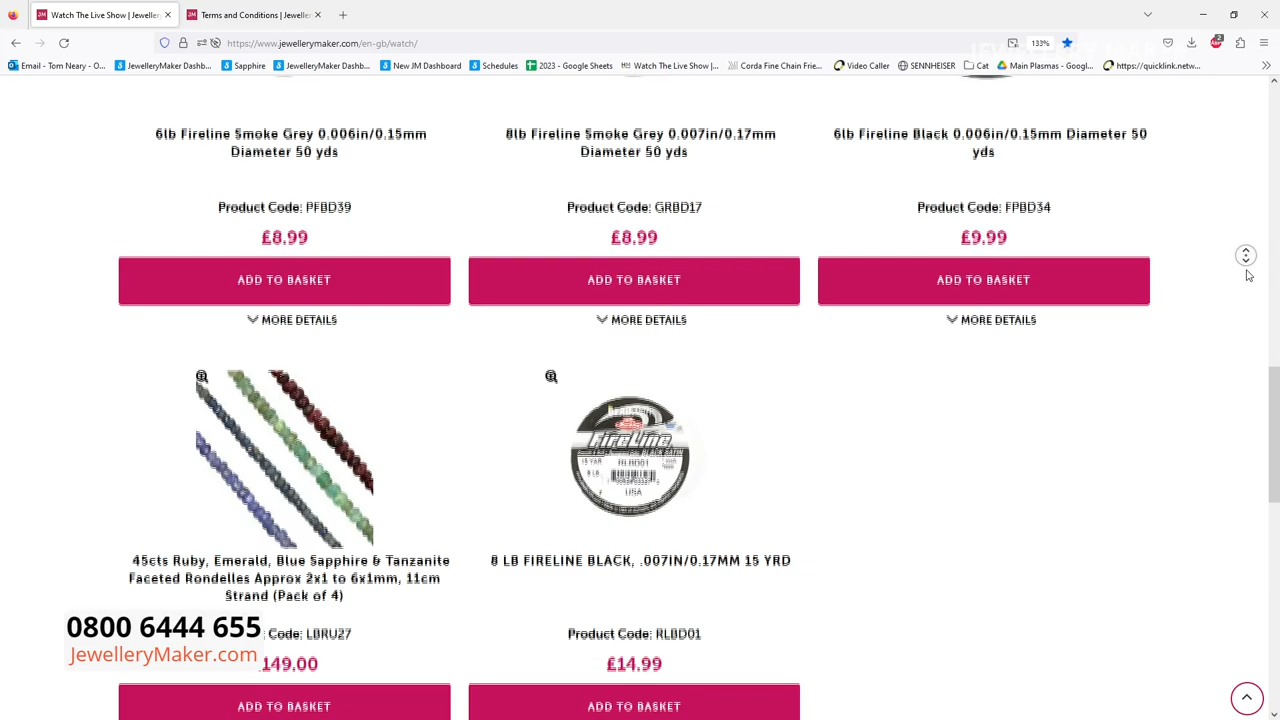 Watch The Live Show | Jeweller
Terms and Conditions | Jewelle
https://www.jewellerymaker.com/en-gb/watch/
133%
2
Email - Tom Neary - O...
JewelleryMaker Dashb...
Sapphire
JewelleryMaker Dashb...
New JM Dashboard
Schedules
2023 - Google Sheets
Watch The Live Show |...
Corda Fine Chain Frie...
Video Caller
SENNHEISER
Cat
Main Plasmas - Googl...
https://quicklink.netw...
6lb Fireline Smoke Grey 0.006in/0.15mm
Diameter 50 yds
Product Code: PFBD39
£8.99
ADD TO BASKET
MORE DETAILS
8lb Fireline Smoke Grey 0.007in/0.17mm
Diameter 50 yds
Product Code: GRBD17
£8.99
ADD TO BASKET
MORE DETAILS
6lb Fireline Black 0.006in/0.15mm Diameter 50
yds
Product Code: FPBD34
£9.99
ADD TO BASKET
MORE DETAILS
45cts Ruby, Emerald, Blue Sapphire & Tanzanite
Faceted Rondelles Approx 2x1 to 6x1mm, 11cm
Strand (Pack of 4)
Code: LBRU27
149.00
ADD TO BASKET
FIRELINE
RLBD01
USA
8 LB FIRELINE BLACK, .007IN/0.17MM 15 YRD
Product Code: RLBD01
£14.99
ADD TO BASKET
0800 6444 655
JewelleryMaker.com